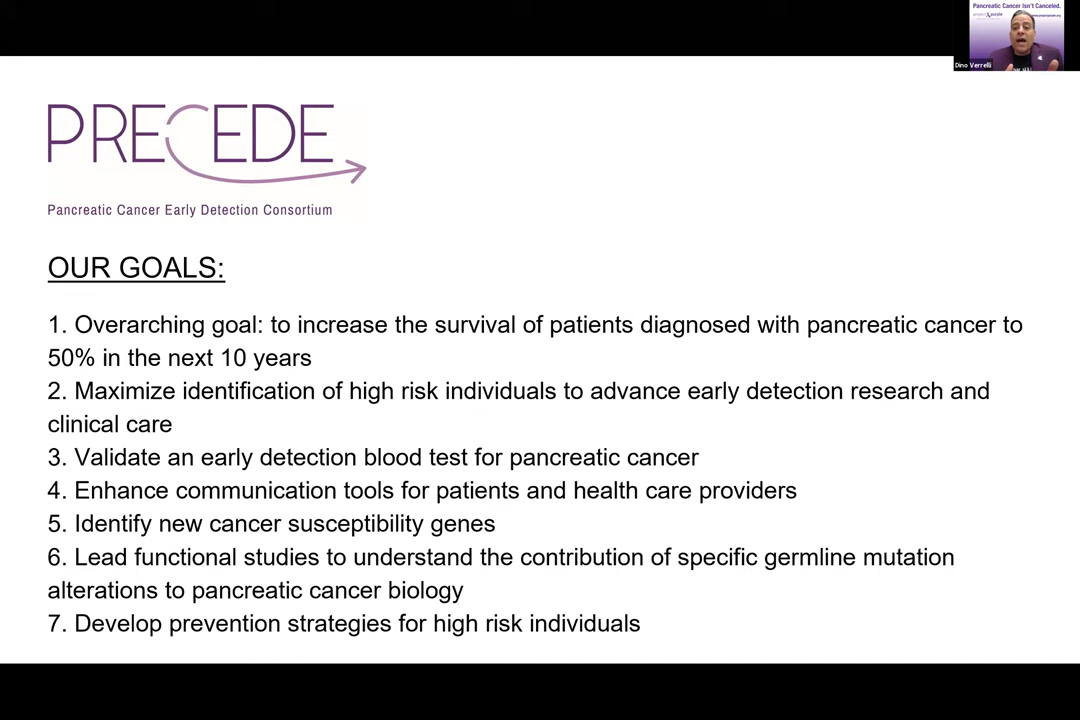 Pancreatic Cancer Isn't Canceled.
Dino Verrelli
PRECEDE
Pancreatic Cancer Early Detection Consortium
OUR GOALS:
1. Overarching goal: to increase the survival of patients diagnosed with pancreatic cancer to
50% in the next 10 years
2. Maximize identification of high risk individuals to advance early detection research and
clinical care
3. Validate an early detection blood test for pancreatic cancer
4. Enhance communication tools for patients and health care providers
5. Identify new cancer susceptibility genes
6. Lead functional studies to understand the contribution of specific germline mutation
alterations to pancreatic cancer biology
7. Develop prevention strategies for high risk individuals